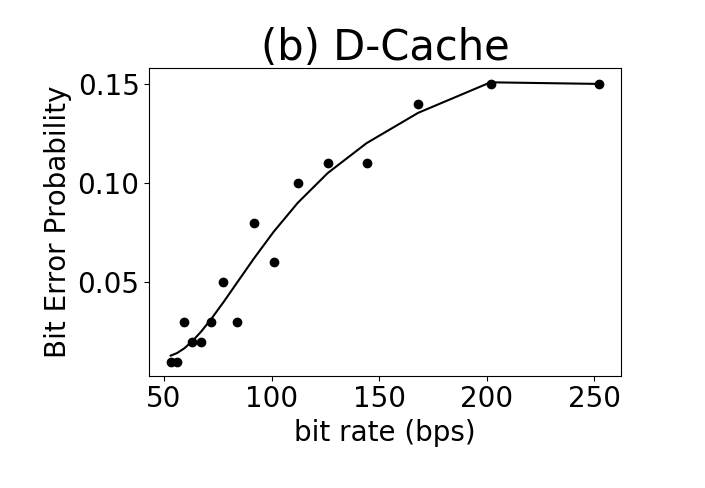 (b) D-Cache
Bit Error Probability
0.15
0.10
0.05
50 100 150 200 250
bit rate (bps)